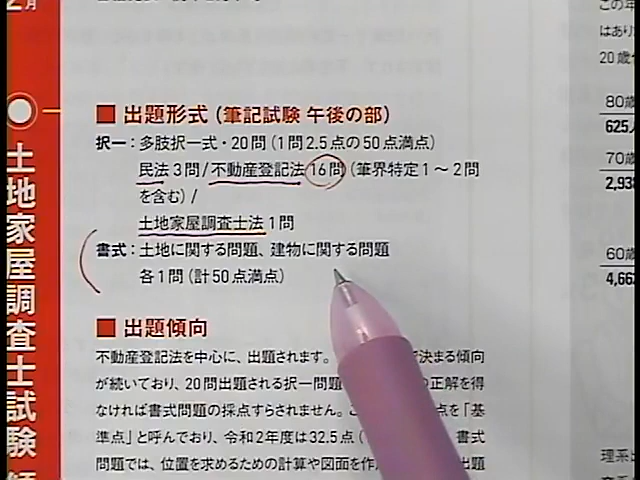 2月
この年
はあり
20歳
80歳
625人
70歳
2,93
60歳
4,66
理系出
土地家屋調査士試験
■ 出題形式 (筆記試験 午後の部)
択一：多肢択一式・20問 (1問2.5点の50点満点)
民法3問/不動産登記法16問 (筆界特定1～2問
を含む) /
土地家屋調査士法1問
書式：土地に関する問題、建物に関する問題
各1問 (計50点満点)
■ 出題傾向
不動産登記法を中心に、出題されます。 で決まる傾向
が続いており、20問出題される択一問題 の正解を得
なければ書式問題の採点すらされません。こ 点を「基
準点」と呼んでおり、令和2年度は32.5点 ( 書式
問題では、位置を求めるための計算や図面を作 出題